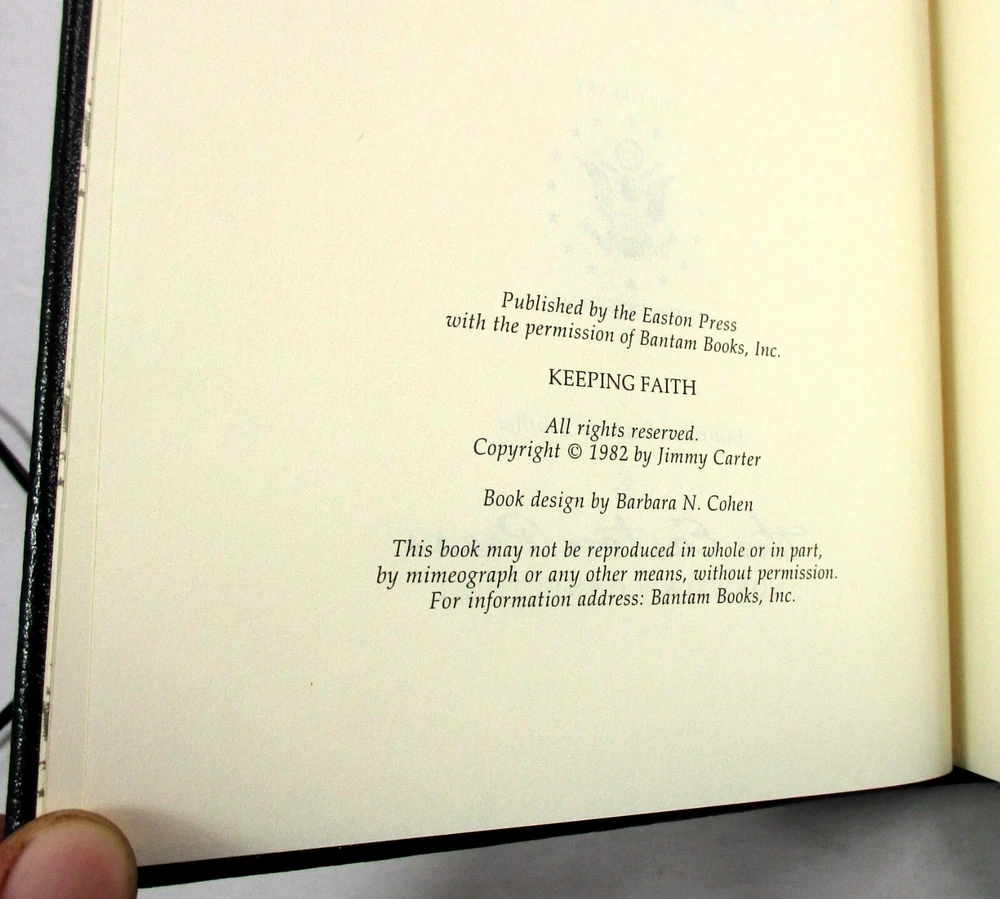 Published by the Easton Press
with the permission of Bantam Books, Inc.
KEEPING FAITH
All rights reserved.
Copyright © 1982 by Jimmy Carter
Book design by Barbara N. Cohen
This book may not be reproduced in whole or in part,
by mimeograph or any other means, without permission.
For information address: Bantam Books, Inc.